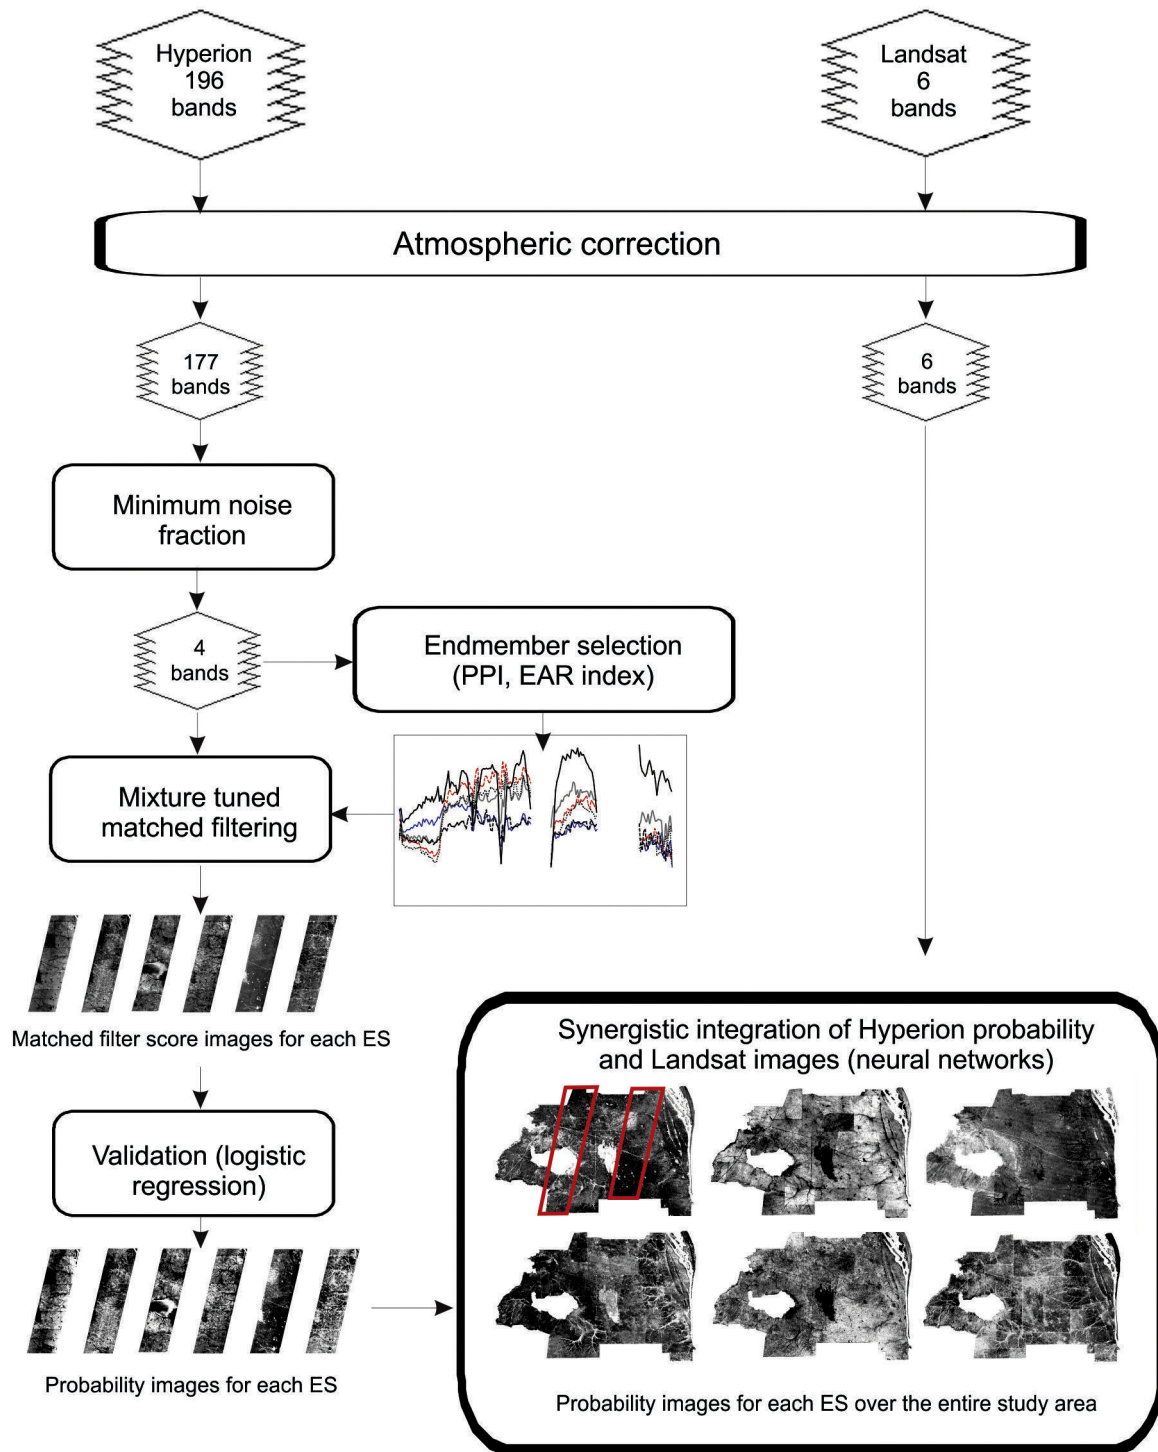 Hyperion
196
bands
Landsat
6
bands
Atmospheric correction
177
bands
6
bands
Minimum noise
fraction
4
bands
Endmember selection
(PPI, EAR index)
Mixture tuned
matched filtering
Matched filter score images for each ES
Synergistic integration of Hyperion probability
and Landsat images (neural networks)
Validation (logistic
regression)
Probability images for each ES
Probability images for each ES over the entire study area